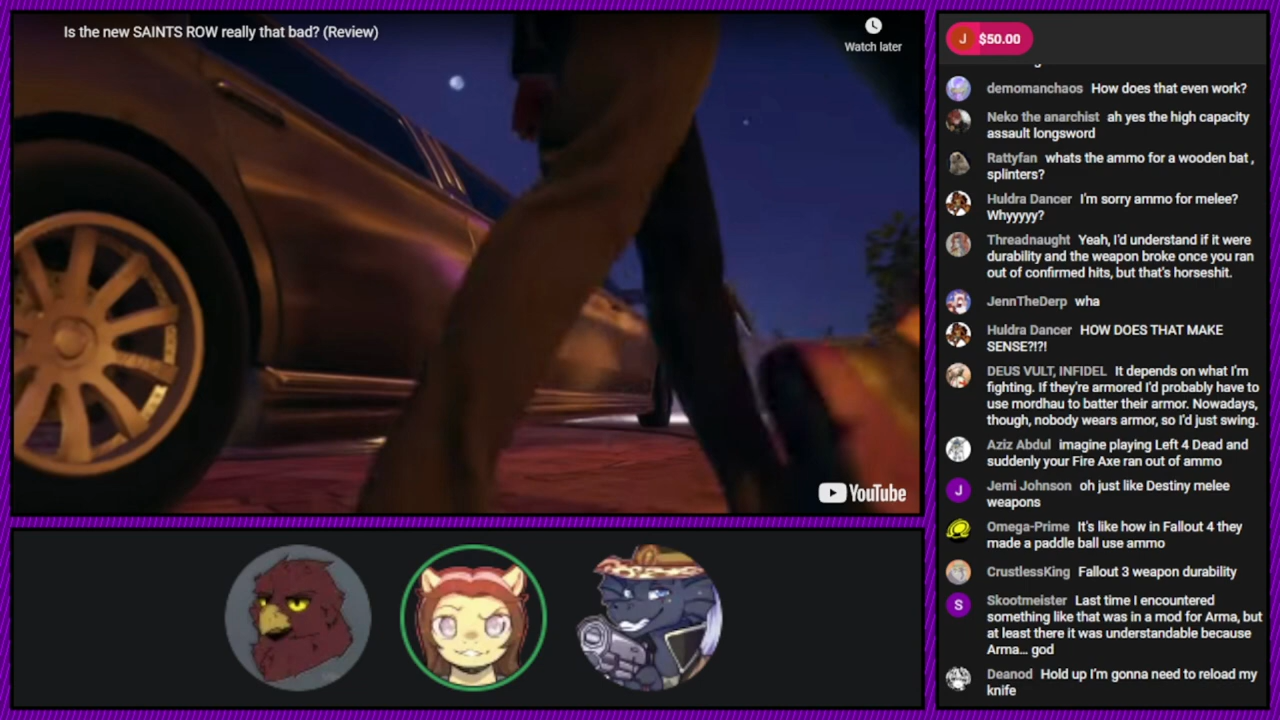 Is the new SAINTS ROW really that bad? (Review)
Watch later
YouTube
J $50.00
demomanchaos How does that even work?
Neko the anarchist ah yes the high capacity
assault longsword
Rattyfan whats the ammo for a wooden bat ,
splinters?
Huldra Dancer I'm sorry ammo for melee?
Whyyyyy?
Threadnaught Yeah, I'd understand if it were
durability and the weapon broke once you ran
out of confirmed hits, but that's horseshit.
JennTheDerp wha
Huldra Dancer HOW DOES THAT MAKE
SENSE?!?!
DEUS VULT, INFIDEL It depends on what I'm
fighting. If they're armored I'd probably have to
use mordhau to batter their armor. Nowadays,
though, nobody wears armor, so I'd just swing.
Aziz Abdul imagine playing Left 4 Dead and
suddenly your Fire Axe ran out of ammo
J Jemi Johnson oh just like Destiny melee
weapons
Omega-Prime It's like how in Fallout 4 they
made a paddle ball use ammo
CrustlessKing Fallout 3 weapon durability
S Skootmeister Last time I encountered
something like that was in a mod for Arma, but
at least there it was understandable because
Arma... god
Deanod Hold up I'm gonna need to reload my
knife